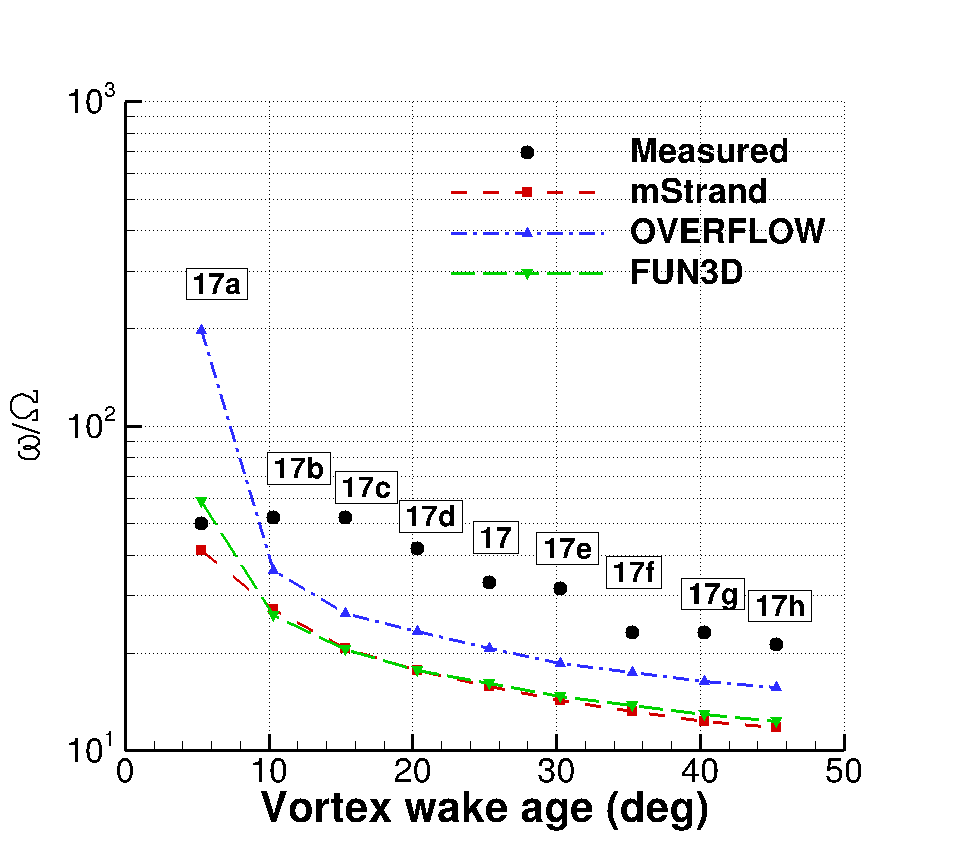 10³
Measured
mStrand
OVERFLOW
FUN3D
17a
ω/Ω
10²
17b
17c
17d
17
17e
17f
17g
17h
10¹
0 10 20 30 40 50
Vortex wake age (deg)